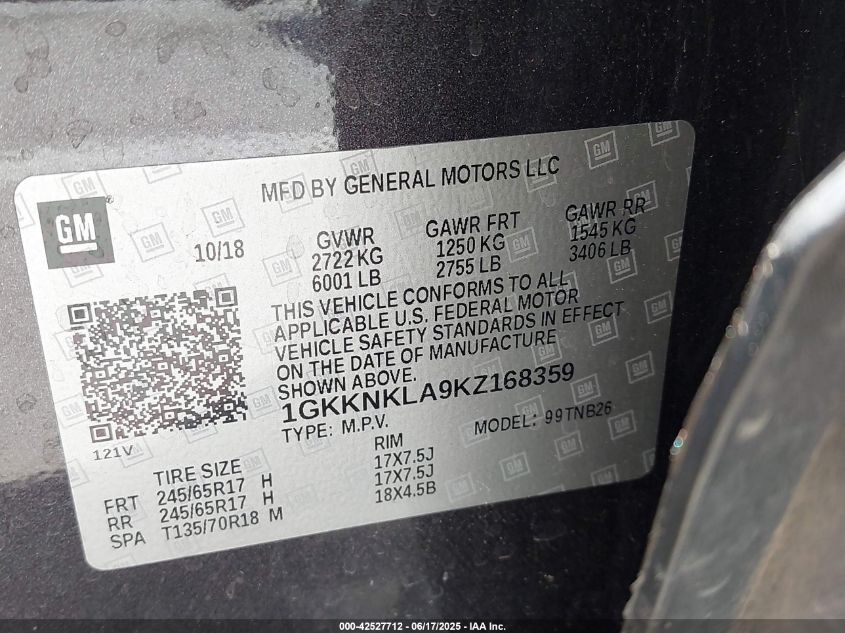 MFD BY GENERAL MOTORS LLC
GM
10/18
GVWR GAWR FRT GAWR RR
2722 KG 1250 KG 1545 KG
6001 LB 2755 LB 3406 LB
THIS VEHICLE CONFORMS TO ALL
APPLICABLE U.S. FEDERAL MOTOR
VEHICLE SAFETY STANDARDS IN EFFECT
ON THE DATE OF MANUFACTURE
SHOWN ABOVE.
1GKKNKLA9KZ168359
TYPE: M.P.V. MODEL: 99TNB26
121V
TIRE SIZE RIM
FRT 245/65R17 H 17X7.5J
RR 245/65R17 H 17X7.5J
SPA T135/70R18 M 18X4.5B
000-42527712 - 06/17/2025 - IAA Inc.